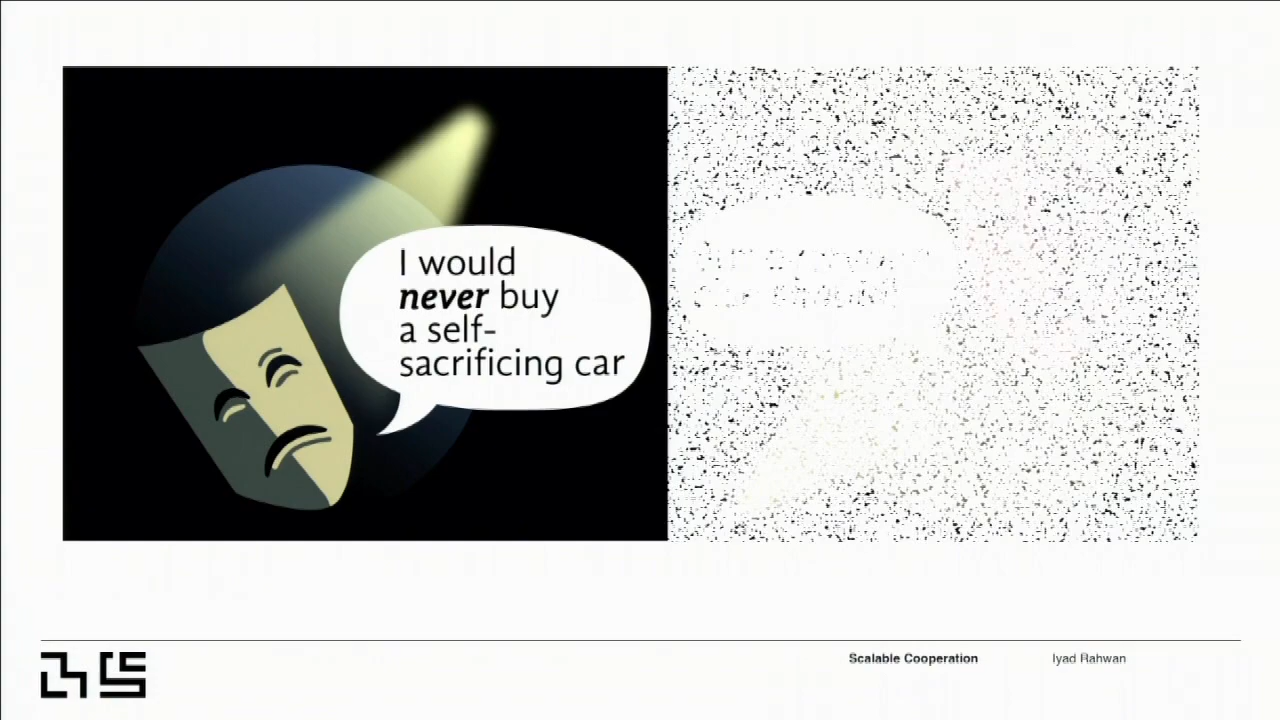 I would
never buy
a self-
sacrificing car
Scalable Cooperation
Iyad Rahwan